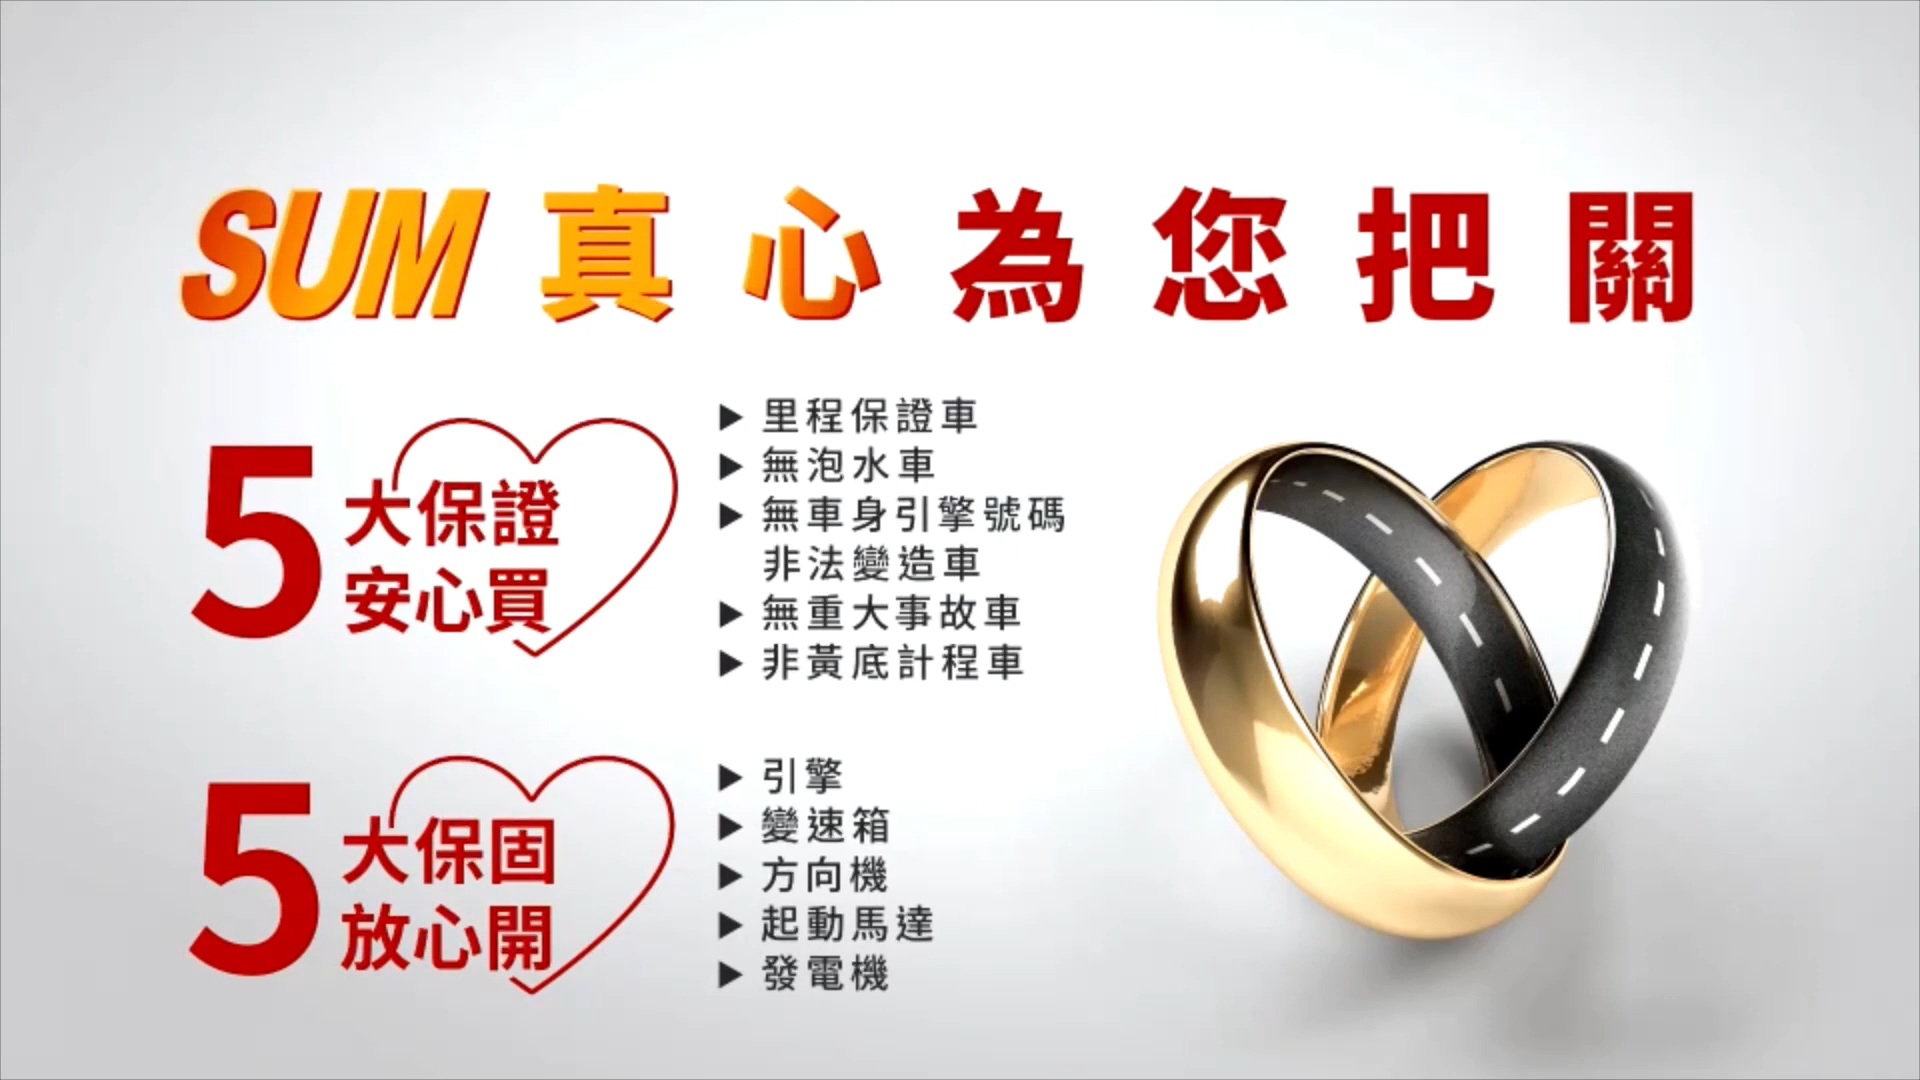 SUM 真心為您把關
5大保證
安心買
▶ 里程保證車
▶ 無泡水車
▶ 無車身引擎號碼
非法變造車
▶ 無重大事故車
▶ 非黃底計程車
5大保固
放心開
▶ 引擎
▶ 變速箱
▶ 方向機
▶ 起動馬達
▶ 發電機